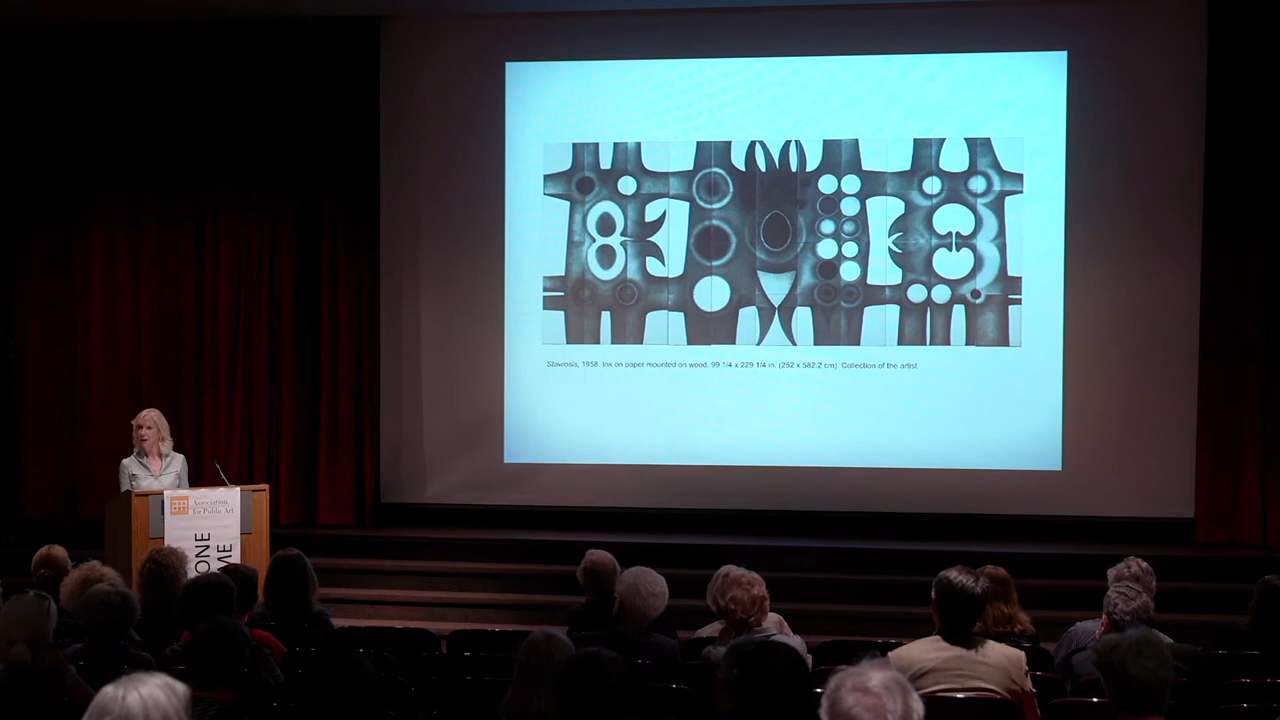 Stavrosis, 1958. Ink on paper mounted on wood, 99 1/4 x 229 1/4 in. (252 x 582.2 cm). Collection of the artist
Association
for Public Art
ONE
ME